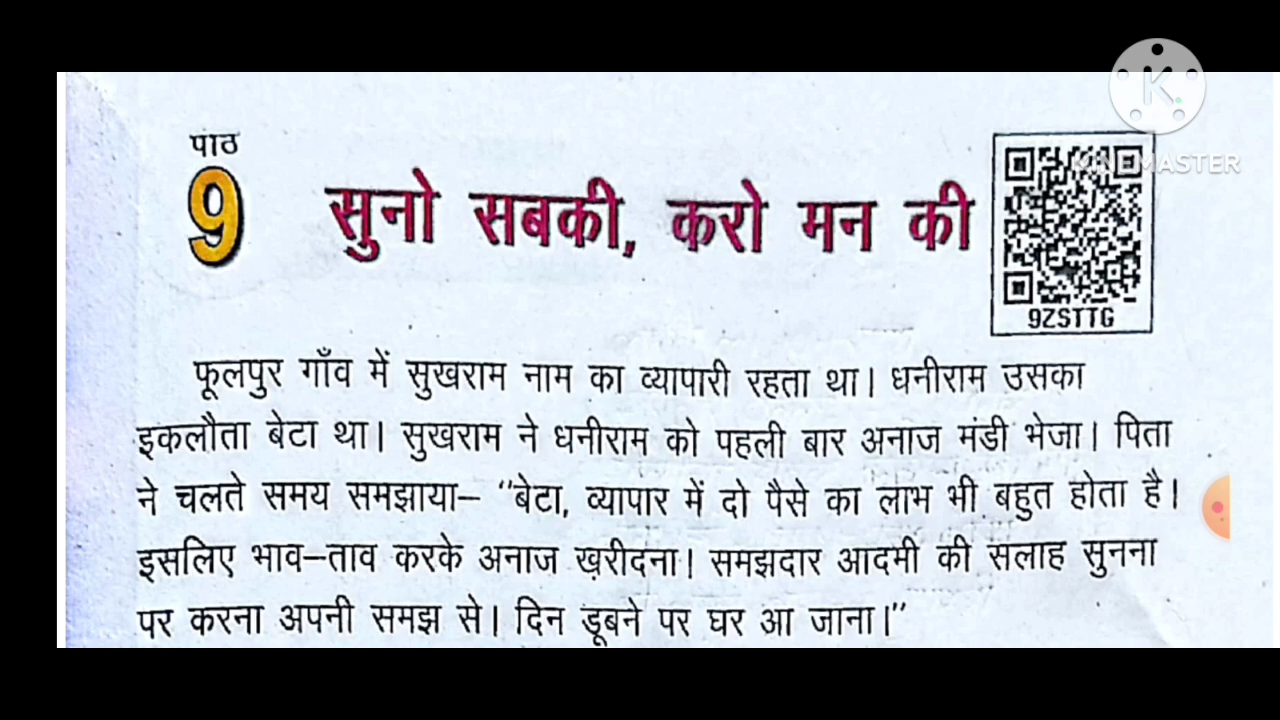 पाठ
9
सुनो सबकी, करो मन की
K
KINEMASTER
9ZSTTG
फूलपुर गाँव में सुखराम नाम का व्यापारी रहता था। धनीराम उसका
इकलौता बेटा था। सुखराम ने धनीराम को पहली बार अनाज मंडी भेजा। पिता
ने चलते समय समझाया– "बेटा, व्यापार में दो पैसे का लाभ भी बहुत होता है।
इसलिए भाव–ताव करके अनाज ख़रीदना। समझदार आदमी की सलाह सुनना
पर करना अपनी समझ से। दिन डूबने पर घर आ जाना।"